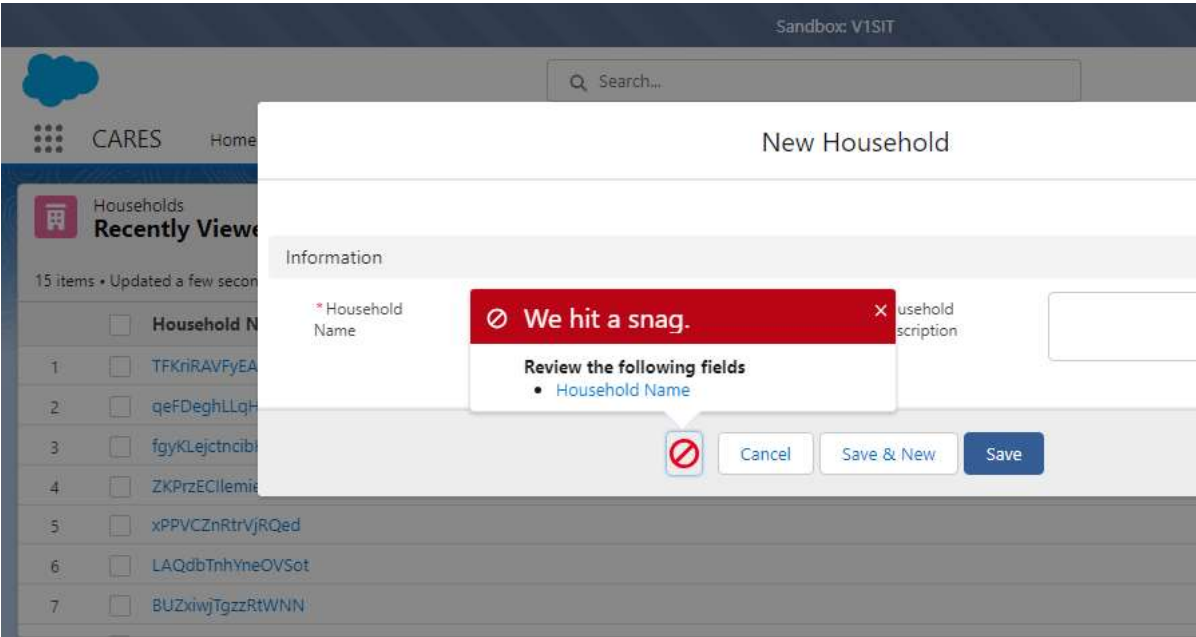 Sandbox: V1SIT
Search...
CARES Home
New Household
Households
Recently Viewe
Information
15 items • Updated a few secon
* Household
Name
We hit a snag.
usehold
scription
Household N
Review the following fields
• Household Name
1 TFKriRAVFyEA
2 qeFDeghLLqH
3 fgyKLejctncib
Cancel Save & New Save
4 ZKPrzECIlemie
5 xPPVCZnRtrVjRQed
6 LAQdbTnhYneOVSot
7 BUZxiwjTgzzRtWNN